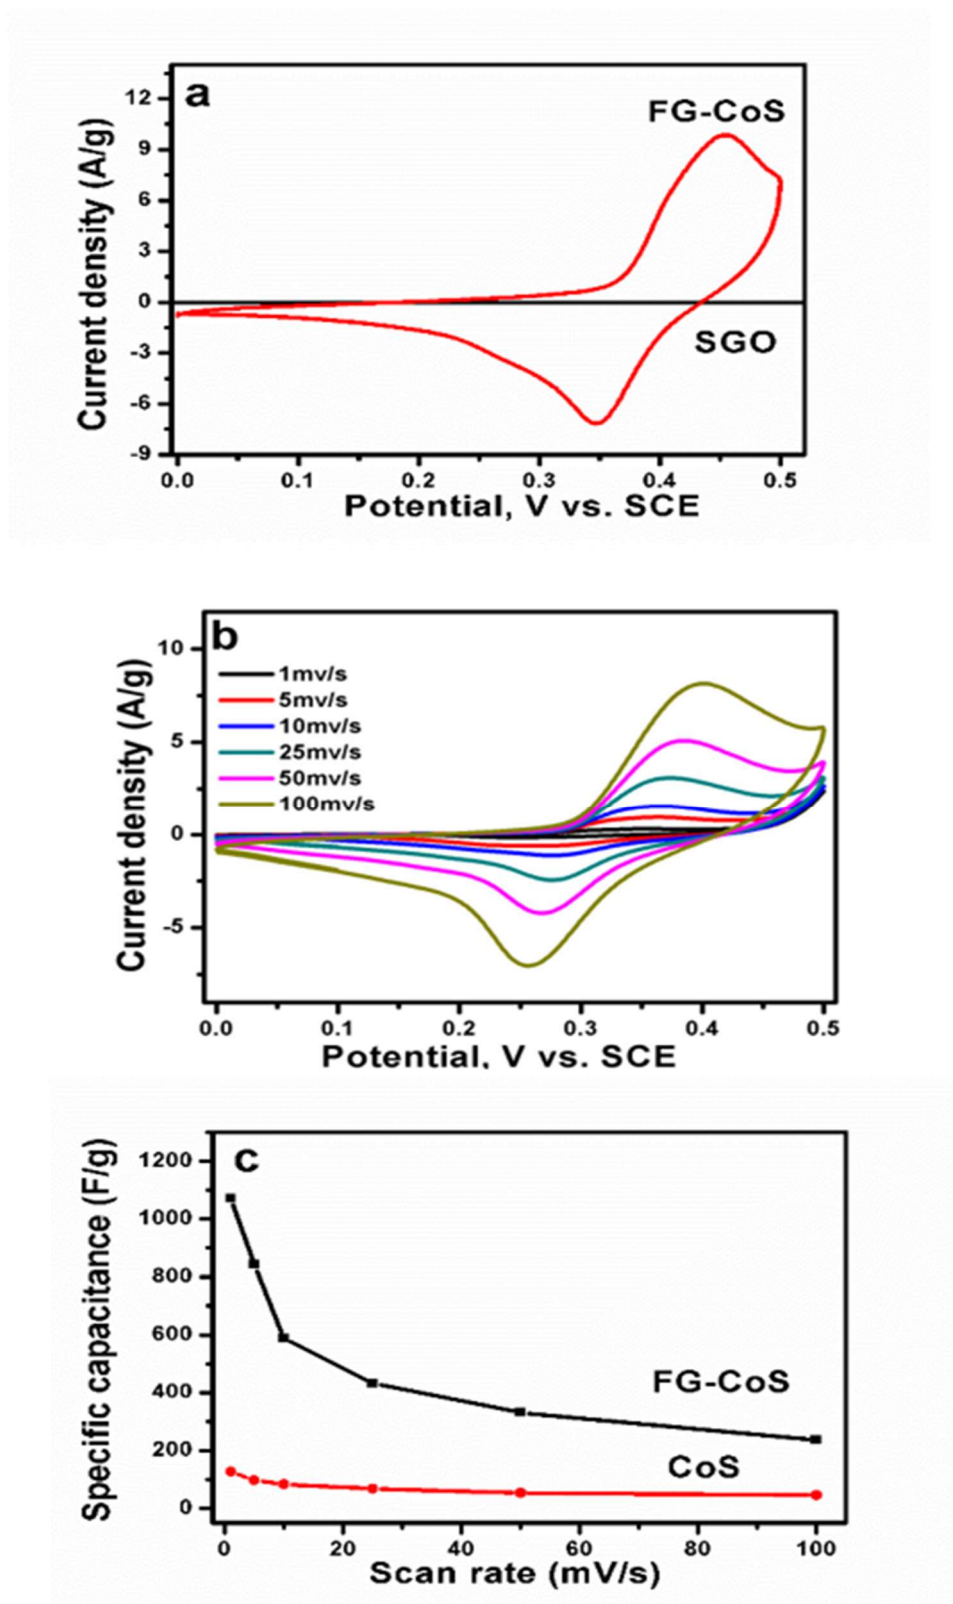 a
FG-CoS
SGO
12
9
6
3
0
-3
-6
-9
Current density (A/g)
0.0 0.1 0.2 0.3 0.4 0.5
Potential, V vs. SCE
b
1mv/s
5mv/s
10mv/s
25mv/s
50mv/s
100mv/s
10
5
0
-5
Current density (A/g)
0.0 0.1 0.2 0.3 0.4 0.5
Potential, V vs. SCE
c
1200
1000
800
600
400
200
0
Specific capacitance (F/g)
FG-CoS
CoS
0 20 40 60 80 100
Scan rate (mV/s)